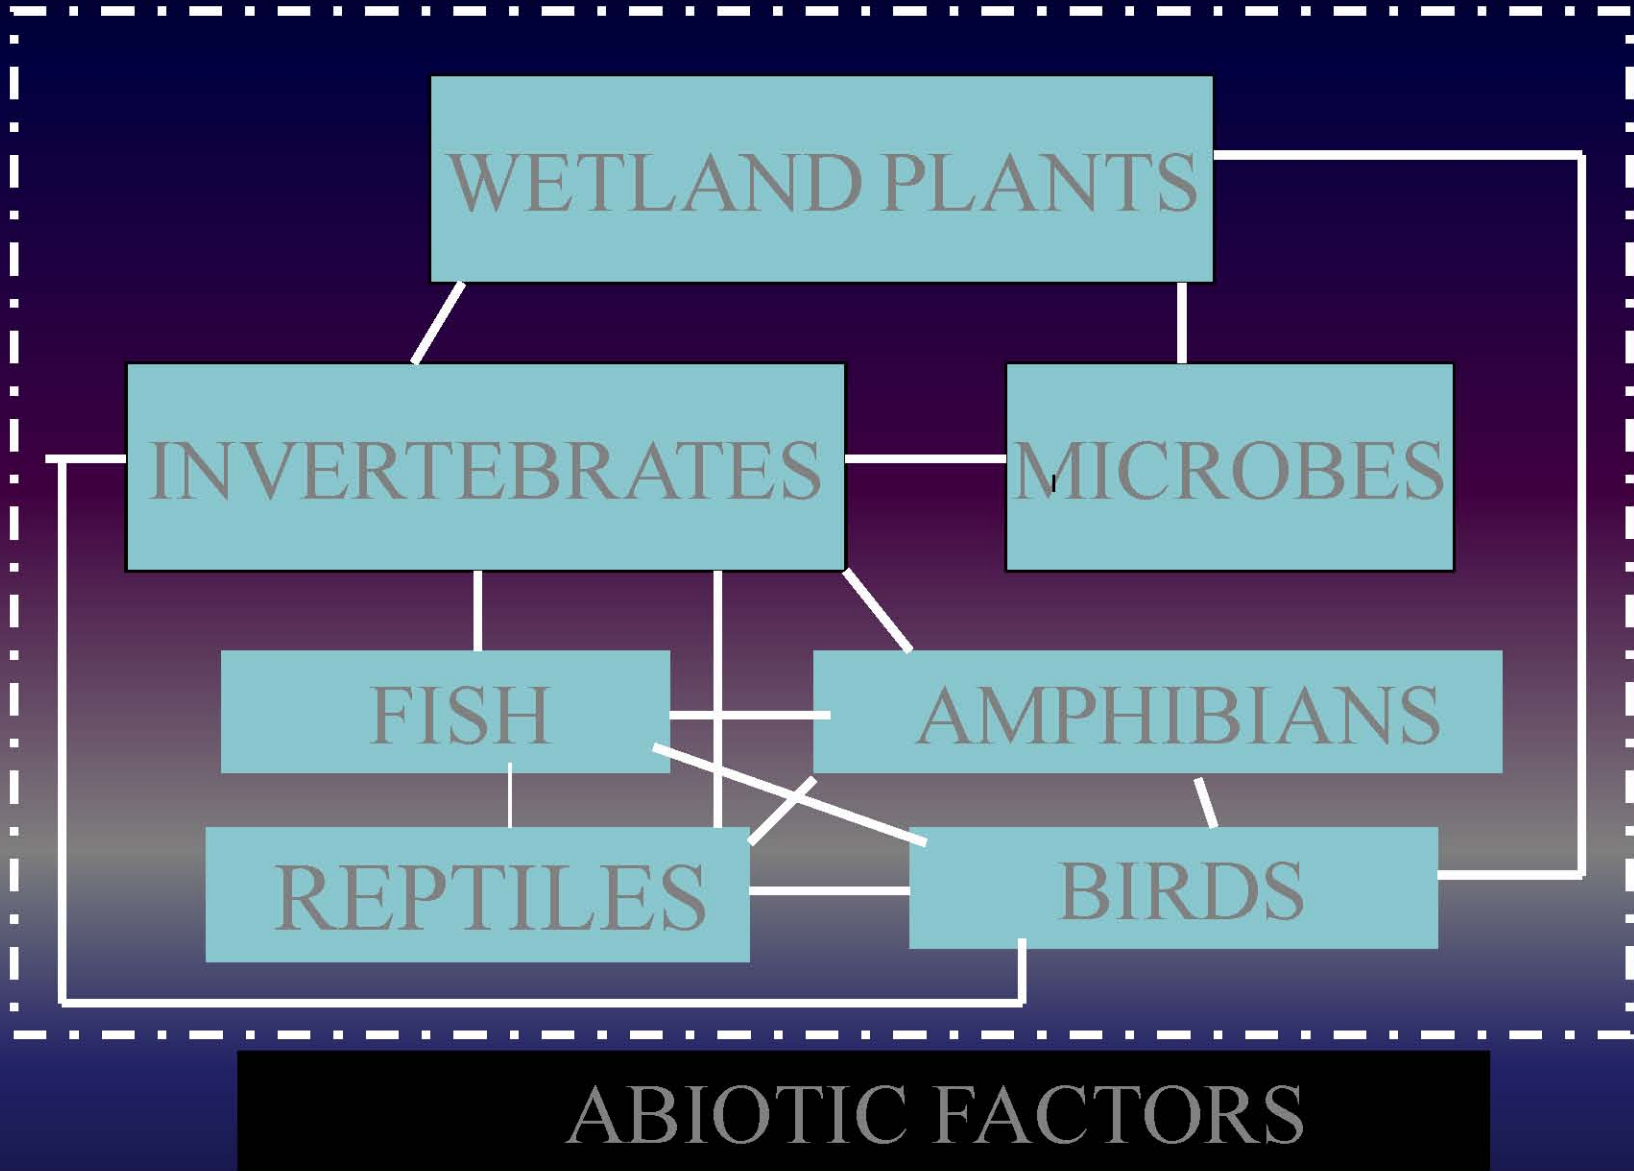 WETLAND PLANTS
INVERTEBRATES
MICROBES
FISH
AMPHIBIANS
REPTILES
BIRDS
ABIOTIC FACTORS